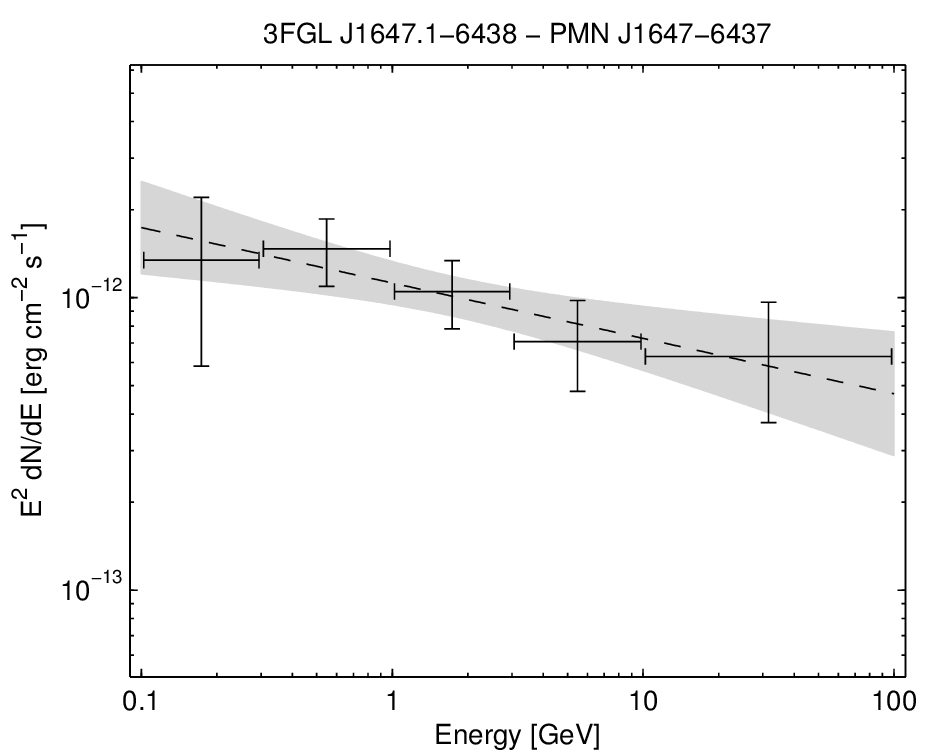 3FGL J1647.1−6438 − PMN J1647−6437
E² dN/dE [erg cm⁻² s⁻¹]
10⁻¹²
10⁻¹³
0.1 1 10 100
Energy [GeV]